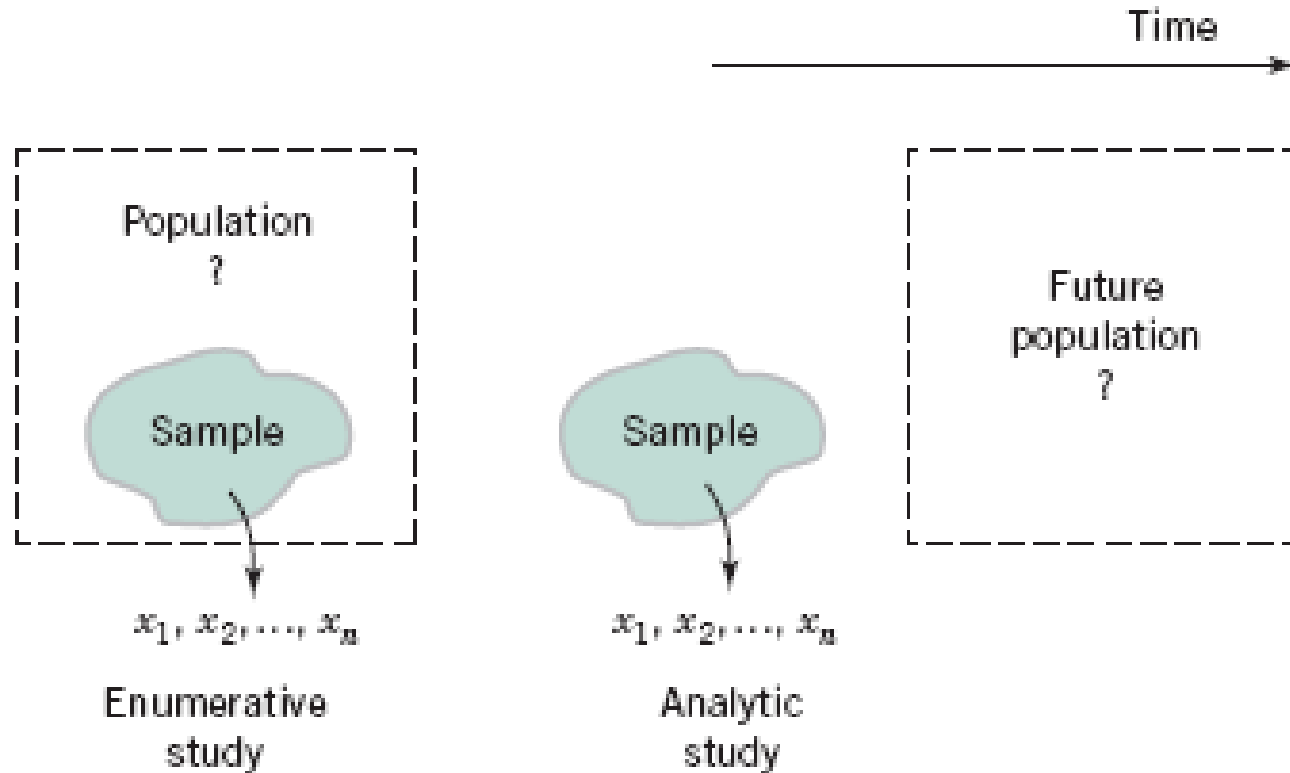 Time
Population
?
Sample
x₁, x₂,…, xₙ
Enumerative
study
Sample
x₁, x₂,…, xₙ
Analytic
study
Future
population
?